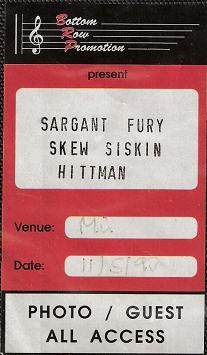 Bottom
Row
Promotion
present
SARGANT FURY
SKEW SISKIN
HITTMAN
Venue:
Date:
PHOTO / GUEST
ALL ACCESS